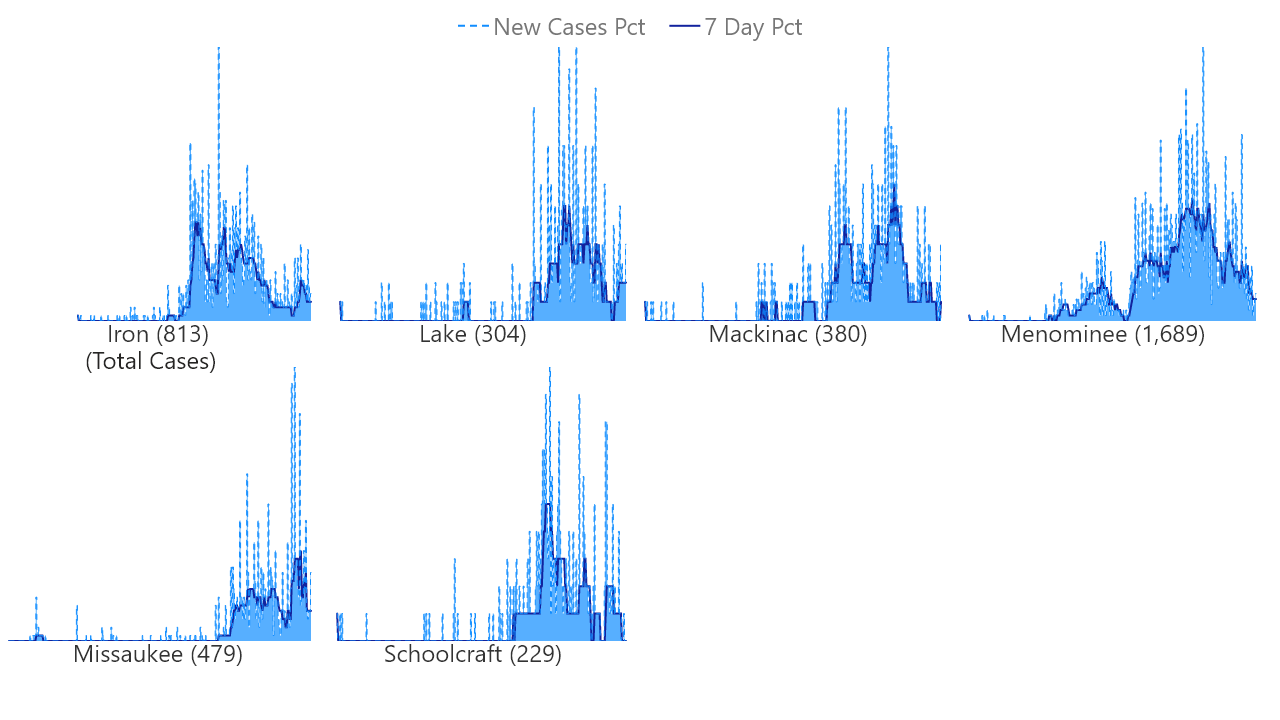 New Cases Pct 7 Day Pct
Iron (813) Lake (304) Mackinac (380) Menominee (1,689)
(Total Cases)
Missaukee (479) Schoolcraft (229)